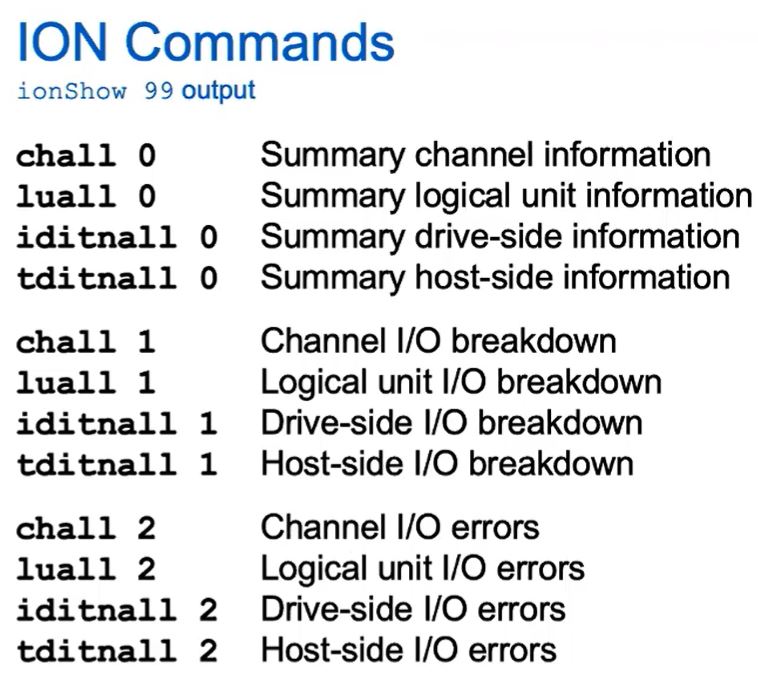 ION Commands
ionShow 99 output
chall 0 Summary channel information
luall 0 Summary logical unit information
iditnall 0 Summary drive-side information
tditnall 0 Summary host-side information
chall 1 Channel I/O breakdown
luall 1 Logical unit I/O breakdown
iditnall 1 Drive-side I/O breakdown
tditnall 1 Host-side I/O breakdown
chall 2 Channel I/O errors
luall 2 Logical unit I/O errors
iditnall 2 Drive-side I/O errors
tditnall 2 Host-side I/O errors